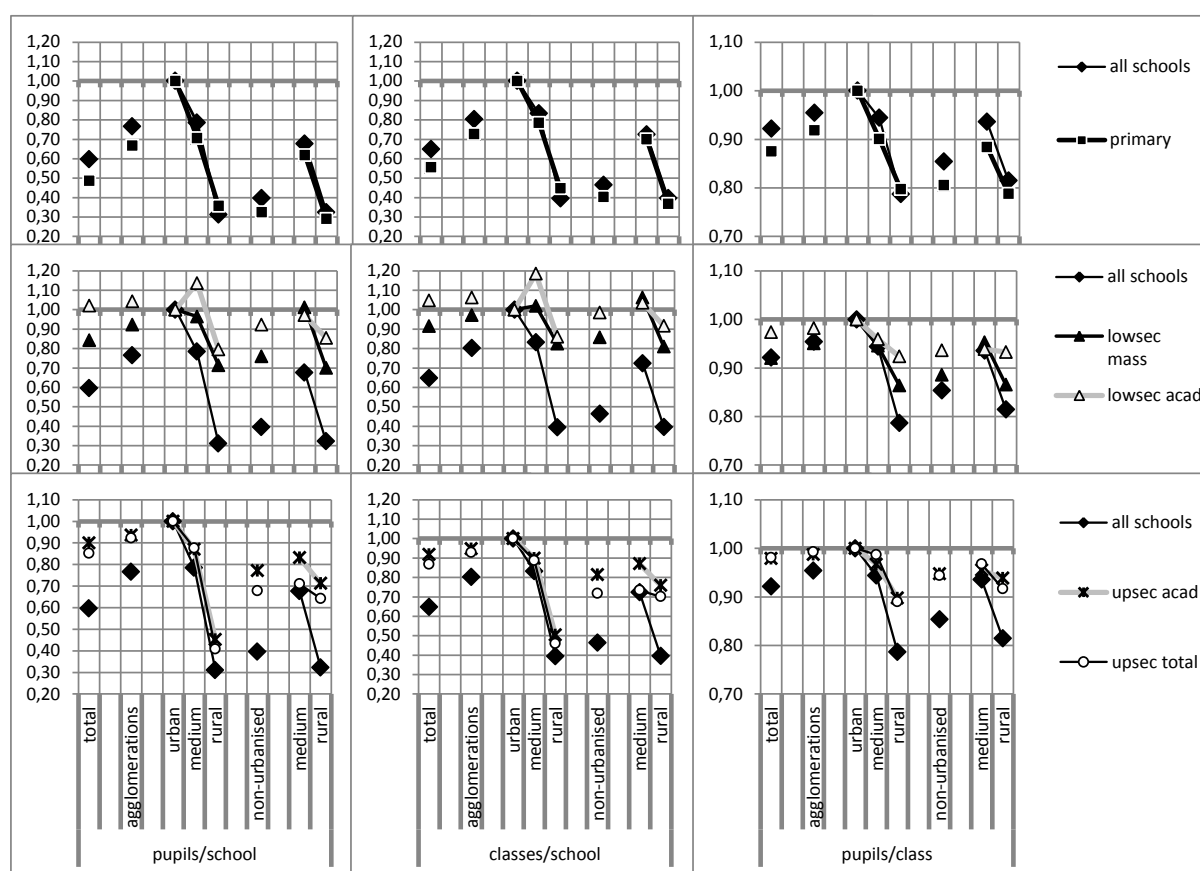 1,20
1,10
1,00
0,90
0,80
0,70
0,60
0,50
0,40
0,30
0,20
1,20
1,10
1,00
0,90
0,80
0,70
0,60
0,50
0,40
0,30
0,20
1,10
1,00
0,90
0,80
0,70
all schools
primary
1,20
1,10
1,00
0,90
0,80
0,70
0,60
0,50
0,40
0,30
0,20
1,20
1,10
1,00
0,90
0,80
0,70
0,60
0,50
0,40
0,30
0,20
1,10
1,00
0,90
0,80
0,70
all schools
lowsec
mass
lowsec acad
1,10
1,00
0,90
0,80
0,70
0,60
0,50
0,40
0,30
0,20
1,20
1,10
1,00
0,90
0,80
0,70
0,60
0,50
0,40
0,30
0,20
1,10
1,00
0,90
0,80
0,70
all schools
upsec acad
upsec total
total
agglomerations
urban
medium
rural
non-urbanised
medium
rural
total
agglomerations
urban
medium
rural
non-urbanised
medium
rural
total
agglomerations
urban
medium
rural
non-urbanised
medium
rural
pupils/school
classes/school
pupils/class